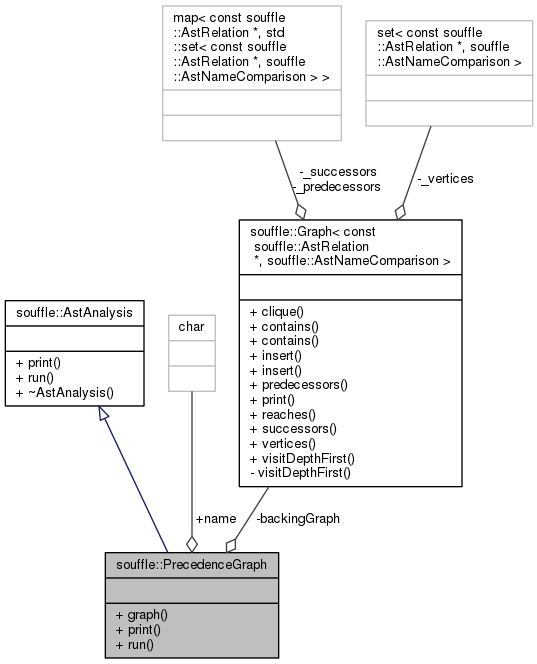 map< const souffle
::AstRelation *, std
::set< const souffle
::AstRelation *, souffle
::AstNameComparison > >
set< const souffle
::AstRelation *, souffle
::AstNameComparison >
-_successors
-_predecessors
-_vertices
souffle::Graph< const
souffle::AstRelation
*, souffle::AstNameComparison >
+ clique()
+ contains()
+ contains()
+ insert()
+ insert()
+ predecessors()
+ print()
+ reaches()
+ successors()
+ vertices()
+ visitDepthFirst()
- visitDepthFirst()
souffle::AstAnalysis
+ print()
+ run()
+ ~AstAnalysis()
char
+name
-backingGraph
souffle::PrecedenceGraph
+ graph()
+ print()
+ run()